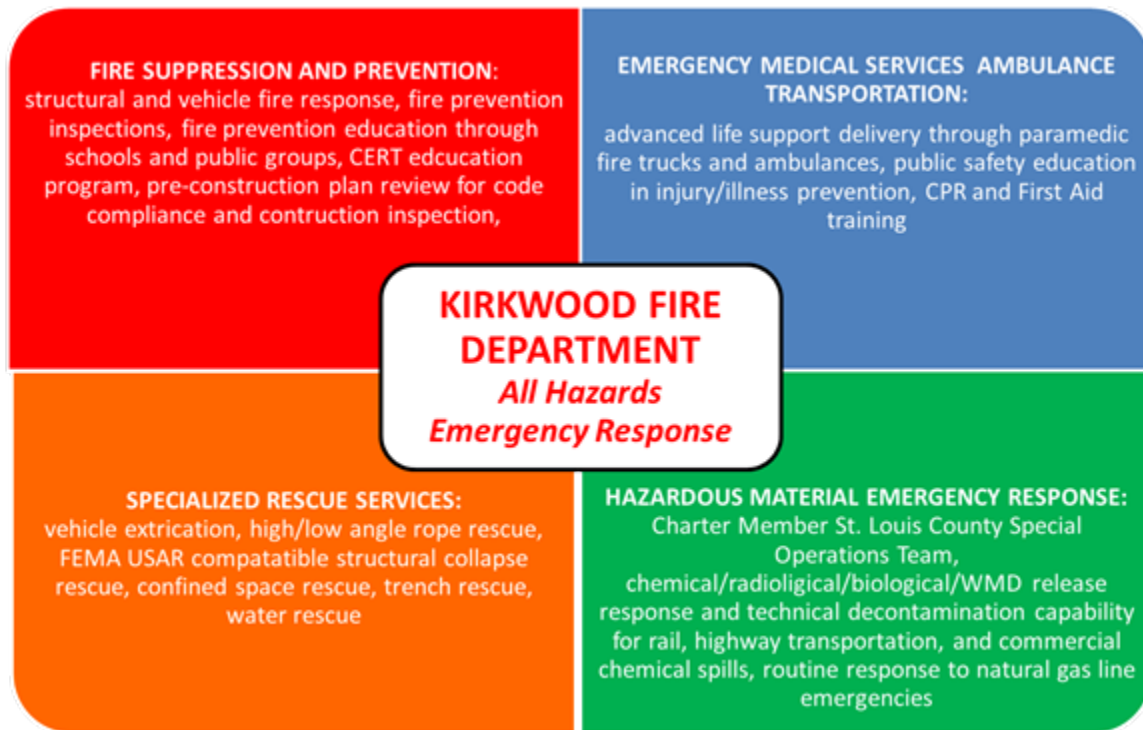 FIRE SUPPRESSION AND PREVENTION:
structural and vehicle fire response, fire prevention
inspections, fire prevention education through
schools and public groups, CERT edcucation
program, pre-construction plan review for code
compliance and contruction inspection,
EMERGENCY MEDICAL SERVICES AMBULANCE
TRANSPORTATION:
advanced life support delivery through paramedic
fire trucks and ambulances, public safety education
in injury/illness prevention, CPR and First Aid
training
KIRKWOOD FIRE
DEPARTMENT
All Hazards
Emergency Response
SPECIALIZED RESCUE SERVICES:
vehicle extrication, high/low angle rope rescue,
FEMA USAR compatatible structural collapse
rescue, confined space rescue, trench rescue,
water rescue
HAZARDOUS MATERIAL EMERGENCY RESPONSE:
Charter Member St. Louis County Special
Operations Team,
chemical/radioligical/biological/WMD release
response and technical decontamination capability
for rail, highway transportation, and commercial
chemical spills, routine response to natural gas line
emergencies